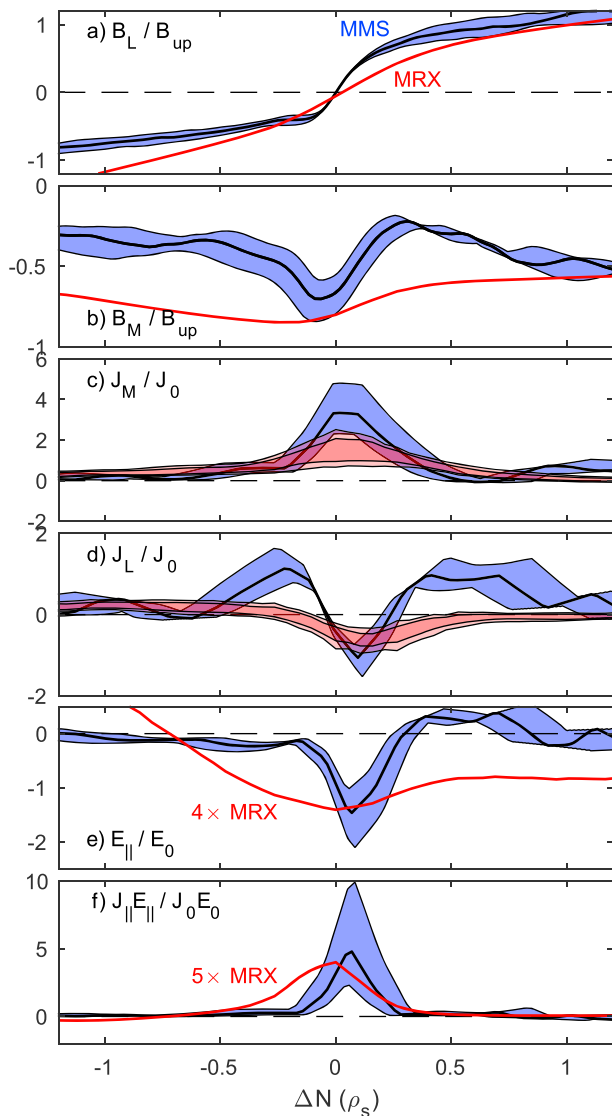 a) B_L / B_up
MMS
MRX
1
0
-1
0
-0.5
-1
b) B_M / B_up
6
c) J_M / J_0
4
2
0
-2
2
d) J_L / J_0
0
-2
0
-1
4× MRX
-2
e) E_|| / E_0
10
f) J_||E_|| / J_0E_0
5
5× MRX
0
-1 -0.5 0 0.5 1
ΔN (ρ_s)